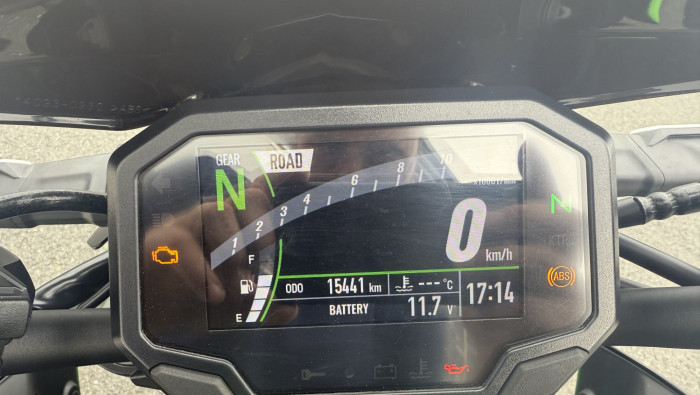 GEAR
ROAD
N
1 2 3 4 5 6 8 10
N
0
km/h
F
ODO 15441 km
---°C
17:14
E
BATTERY 11.7 V
ABS